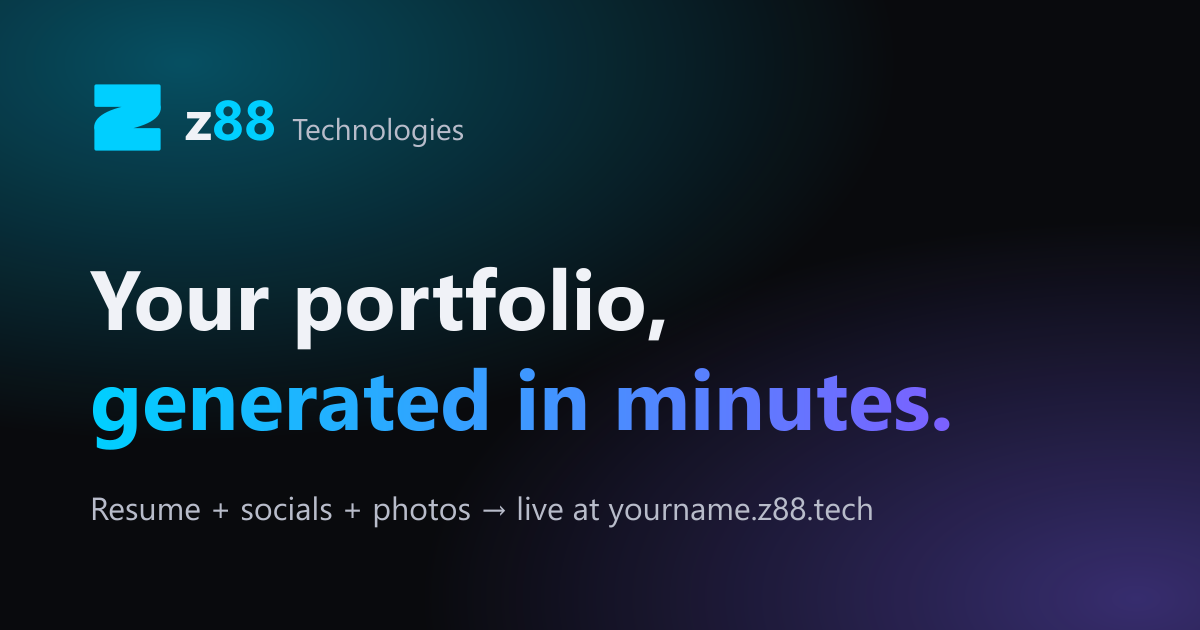 z88 Technologies
Your portfolio,
generated in minutes.
Resume + socials + photos → live at yourname.z88.tech